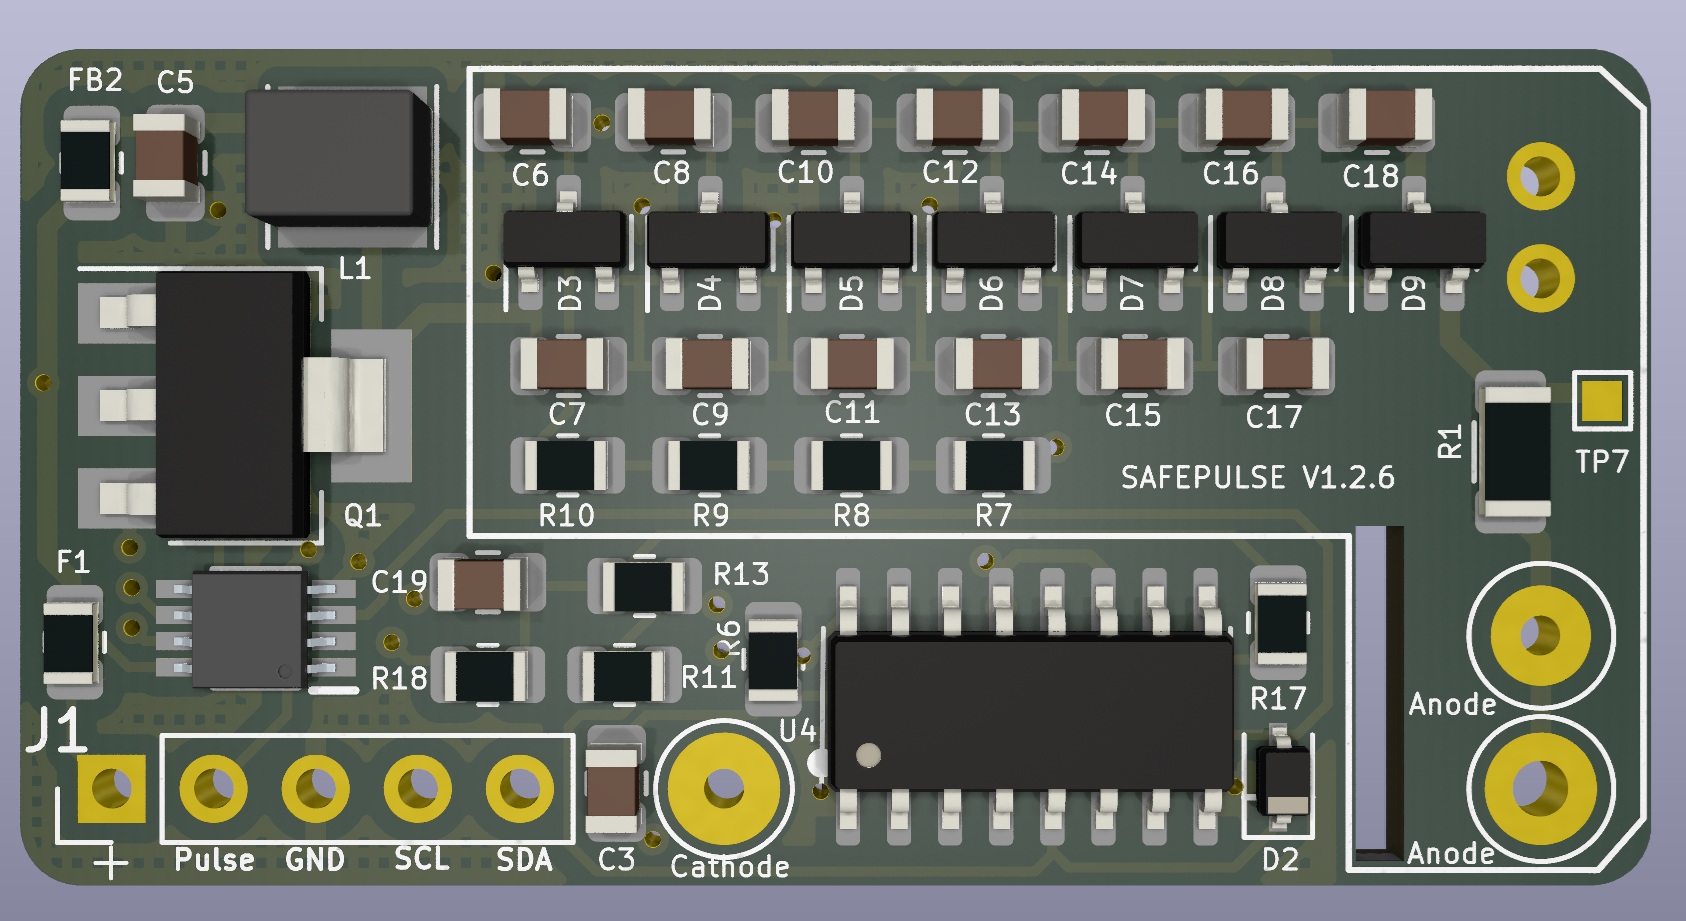 FB2
C5
L1
C6
C8
C10
C12
C14
C16
C18
D3
D4
D5
D6
D7
D8
D9
C7
C9
C11
C13
C15
C17
R10
R9
R8
R7
SAFEPULSE V1.2.6
R1
TP7
Q1
F1
C19
R13
R6
R18
R11
U4
R17
J1
+
Pulse
GND
SCL
SDA
C3
Cathode
D2
Anode
Anode